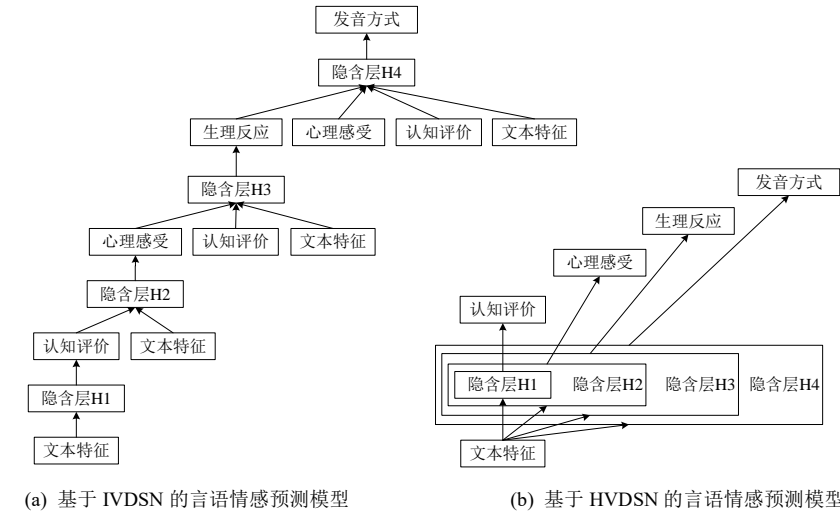 发音方式
隐含层H4
生理反应
心理感受
认知评价
文本特征
隐含层H3
心理感受
认知评价
文本特征
隐含层H2
认知评价
文本特征
隐含层H1
文本特征
(a) 基于 IVDSN 的言语情感预测模型
发音方式
生理反应
心理感受
认知评价
隐含层H1
隐含层H2
隐含层H3
隐含层H4
文本特征
(b) 基于 HVDSN 的言语情感预测模型